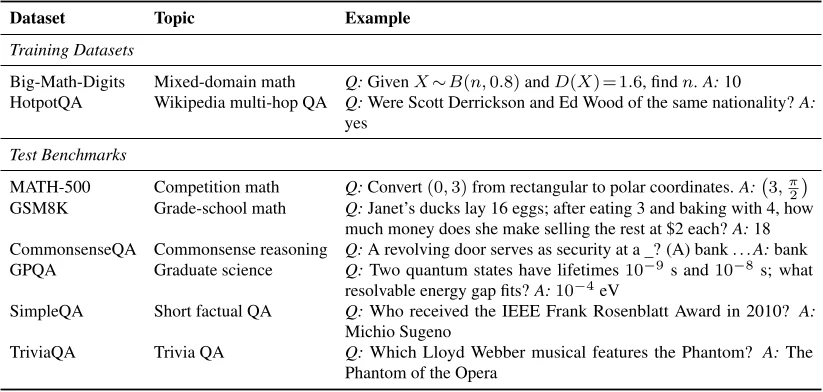 Dataset Topic Example
Training Datasets
Big-Math-Digits Mixed-domain math Q: Given X ∼ B(n, 0.8) and D(X) = 1.6, find n. A: 10
HotpotQA Wikipedia multi-hop QA Q: Were Scott Derrickson and Ed Wood of the same nationality? A:
yes
Test Benchmarks
MATH-500 Competition math Q: Convert (0, 3) from rectangular to polar coordinates. A: (3, π/2)
GSM8K Grade-school math Q: Janet's ducks lay 16 eggs; after eating 3 and baking with 4, how
much money does she make selling the rest at $2 each? A: 18
CommonsenseQA Commonsense reasoning Q: A revolving door serves as security at a _? (A) bank ...A: bank
GPQA Graduate science Q: Two quantum states have lifetimes 10⁻⁹ s and 10⁻⁸ s; what
resolvable energy gap fits? A: 10⁻⁴ eV
SimpleQA Short factual QA Q: Who received the IEEE Frank Rosenblatt Award in 2010? A:
Michio Sugeno
TriviaQA Trivia QA Q: Which Lloyd Webber musical features the Phantom? A: The
Phantom of the Opera